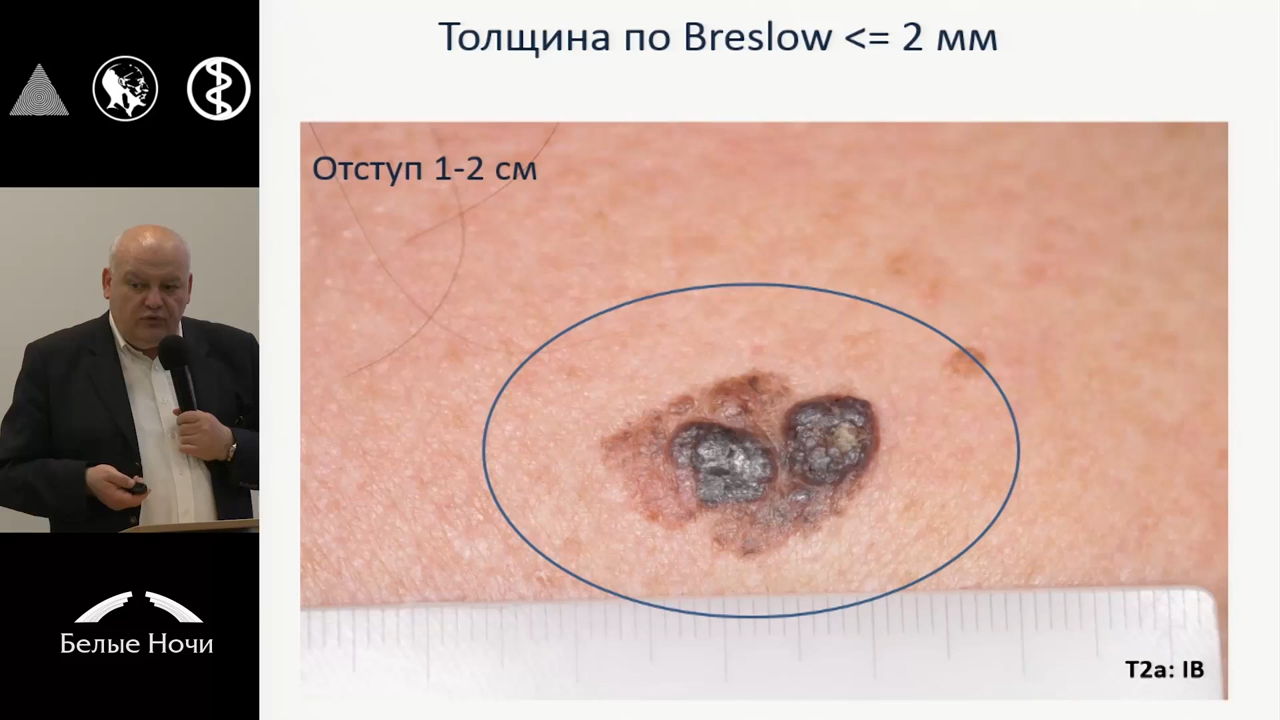 Толщина по Breslow <= 2 мм
Отступ 1-2 см
T2a: IB
Белые Ночи